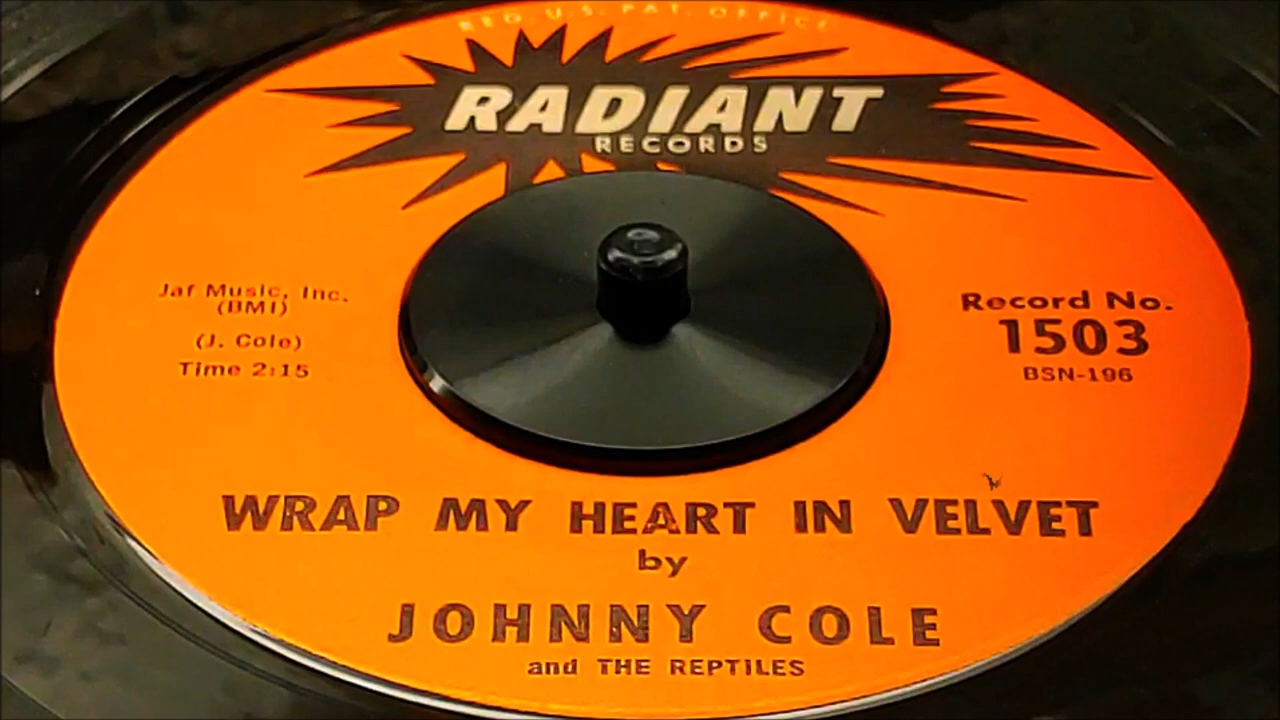 REG. U.S. PAT. OFFICE
RADIANT
RECORDS
Jaf Music, Inc.
(BMI)
(J. Cole)
Time 2:15
Record No.
1503
BSN-196
WRAP MY HEART IN VELVET
by
JOHNNY COLE
and THE REPTILES